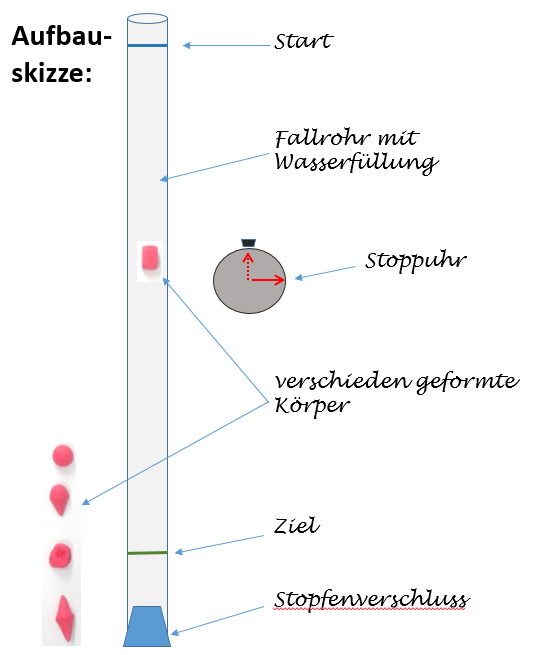 Aufbau-
skizze:
Start
Fallrohr mit
Wasserfüllung
Stoppuhr
verschieden geformte
Körper
Ziel
Stopfenverschluss